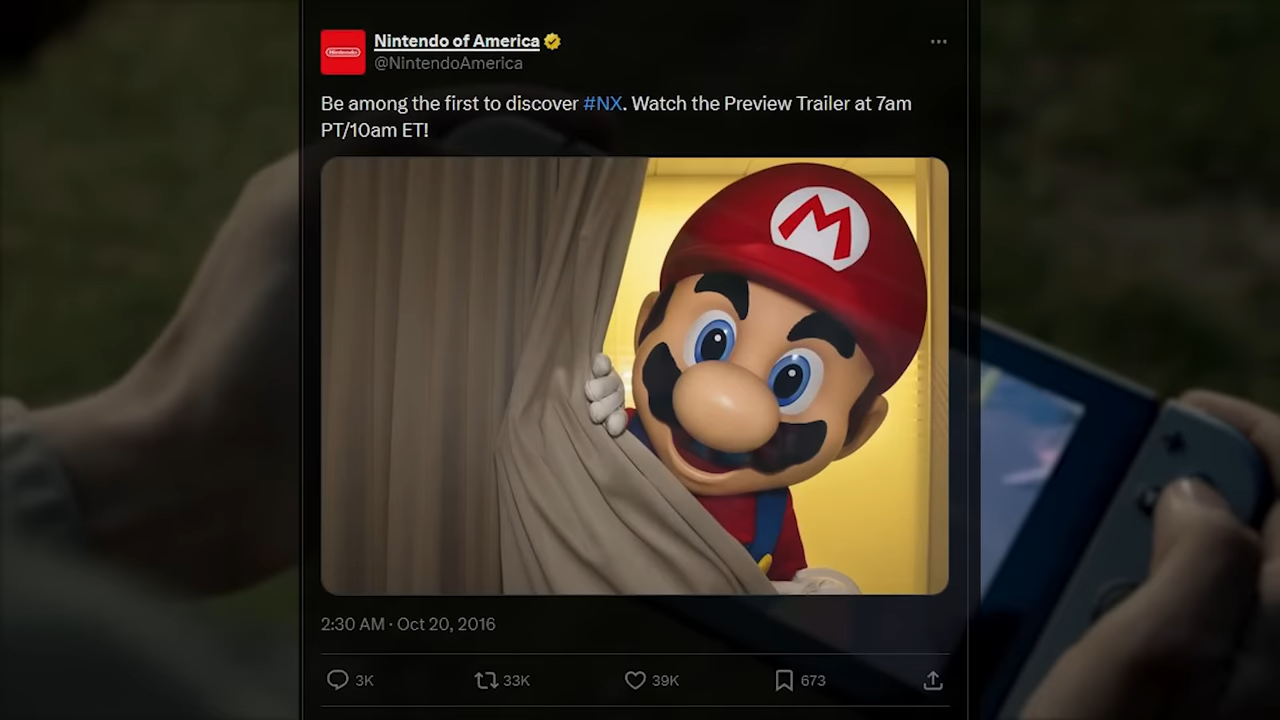 Nintendo of America
@NintendoAmerica
Be among the first to discover #NX. Watch the Preview Trailer at 7am
PT/10am ET!
Nintendo
M
2:30 AM · Oct 20, 2016
3K
33K
39K
673